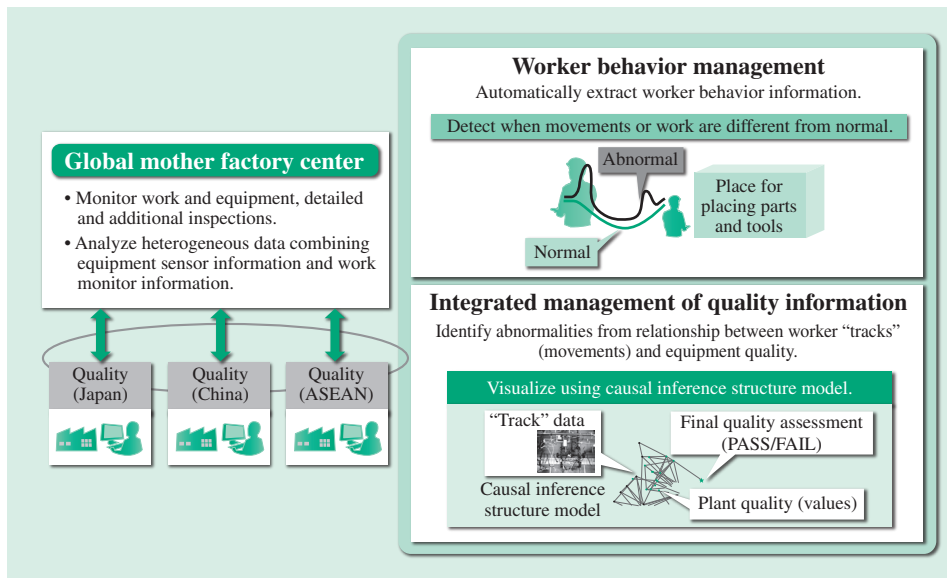 Global mother factory center
• Monitor work and equipment, detailed
and additional inspections.
• Analyze heterogeneous data combining
equipment sensor information and work
monitor information.
Quality
(Japan)
Quality
(China)
Quality
(ASEAN)
Worker behavior management
Automatically extract worker behavior information.
Detect when movements or work are different from normal.
Abnormal
Normal
Place for
placing parts
and tools
Integrated management of quality information
Identify abnormalities from relationship between worker “tracks”
(movements) and equipment quality.
Visualize using causal inference structure model.
“Track” data
Causal inference
structure model
Final quality assessment
(PASS/FAIL)
Plant quality (values)